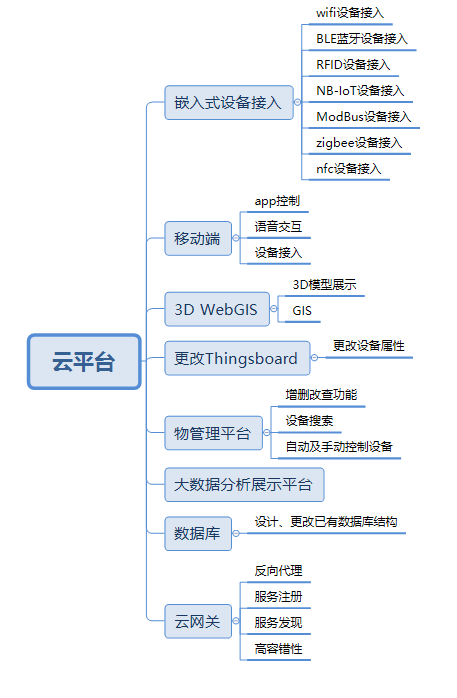 云平台
嵌入式设备接入
wifi设备接入
BLE蓝牙设备接入
RFID设备接入
NB-IoT设备接入
ModBus设备接入
zigbee设备接入
nfc设备接入
移动端
app控制
语音交互
设备接入
3D WebGIS
3D模型展示
GIS
更改Thingsboard
更改设备属性
物管理平台
增删改查功能
设备搜索
自动及手动控制设备
大数据分析展示平台
数据库
设计、更改已有数据库结构
云网关
反向代理
服务注册
服务发现
高容错性